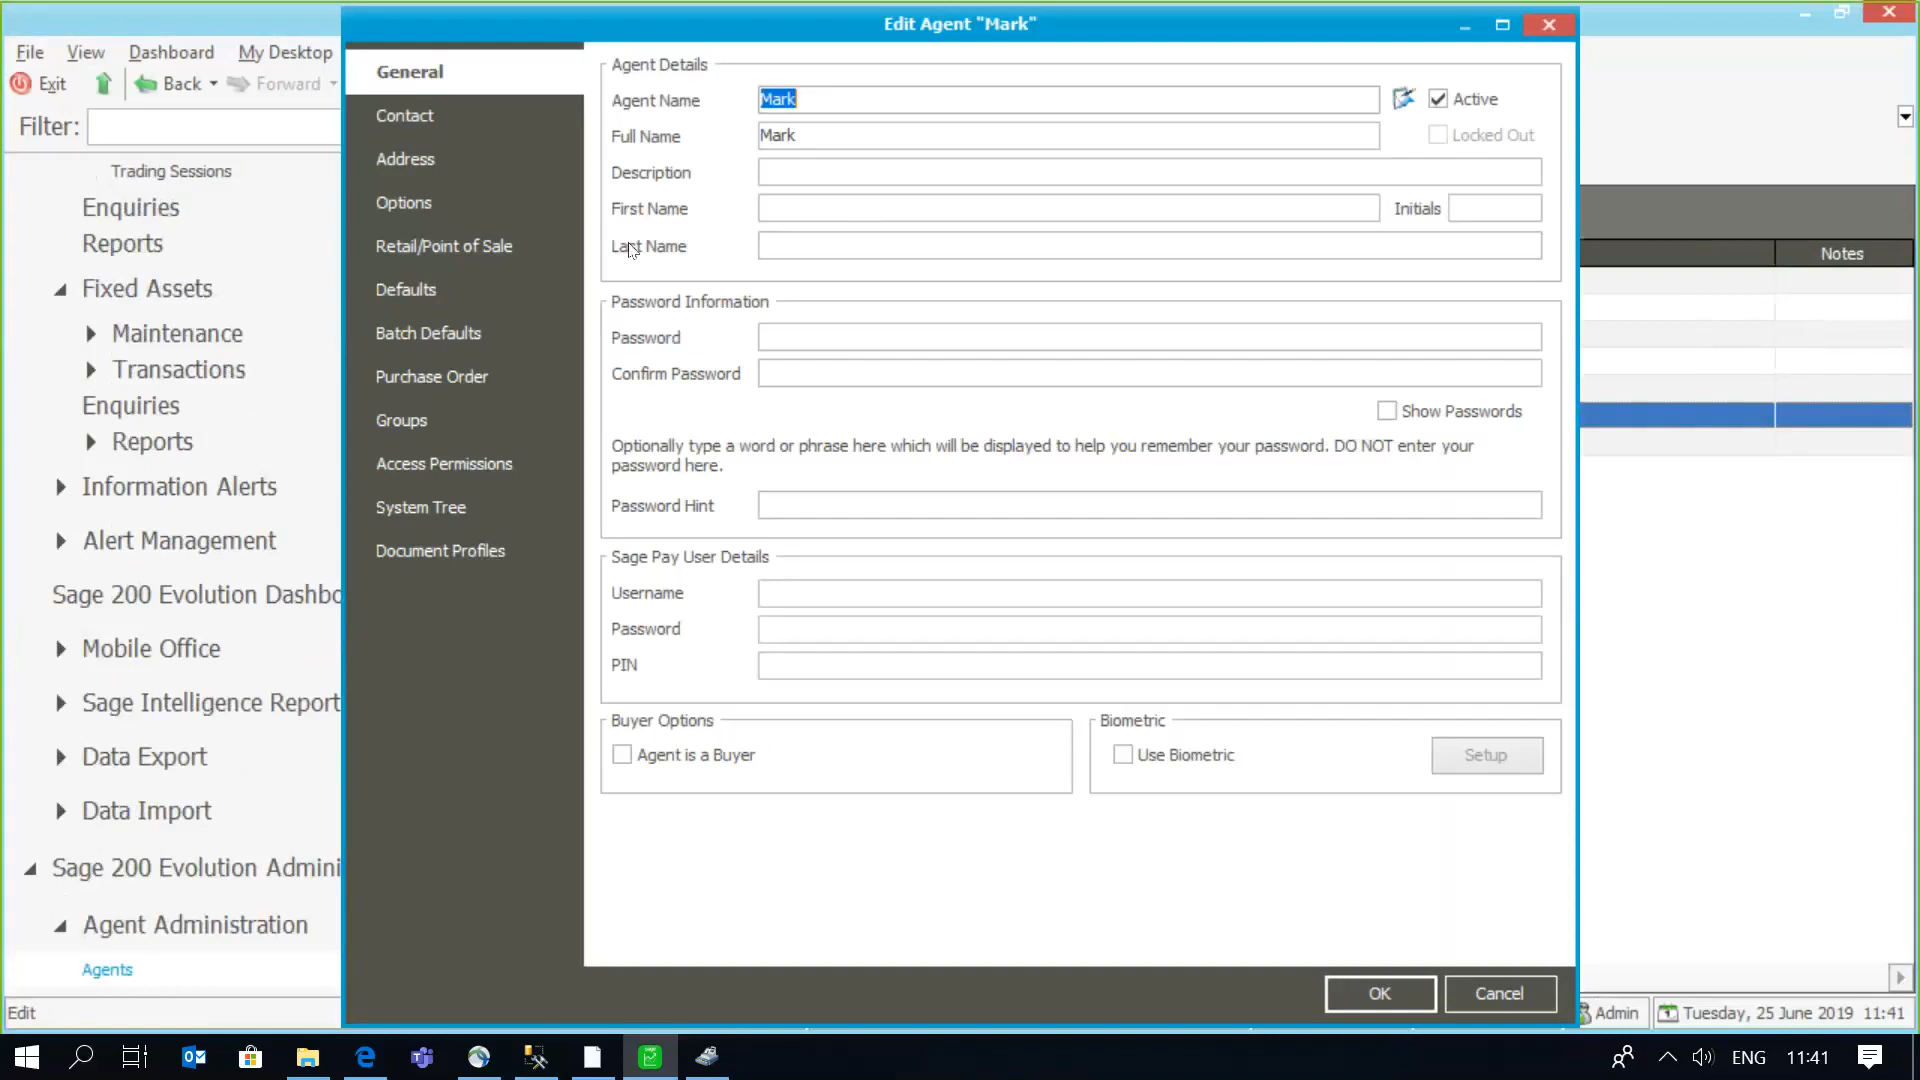 Edit Agent "Mark"
File View Dashboard My Desktop
Exit Back Forward
Filter:
Trading Sessions
Enquiries
Reports
Fixed Assets
Maintenance
Transactions
Enquiries
Reports
Information Alerts
Alert Management
Sage 200 Evolution Dashbo
Mobile Office
Sage Intelligence Report
Data Export
Data Import
Sage 200 Evolution Admini
Agent Administration
Agents
Edit
General
Contact
Address
Options
Retail/Point of Sale
Defaults
Batch Defaults
Purchase Order
Groups
Access Permissions
System Tree
Document Profiles
Agent Details
Agent Name Mark Active
Full Name Mark Locked Out
Description
First Name Initials
Last Name
Password Information
Password
Confirm Password
Show Passwords
Optionally type a word or phrase here which will be displayed to help you remember your password. DO NOT enter your
password here.
Password Hint
Sage Pay User Details
Username
Password
PIN
Buyer Options
Agent is a Buyer
Biometric
Use Biometric Setup
OK Cancel
Notes
Admin Tuesday, 25 June 2019 11:41
ENG 11:41